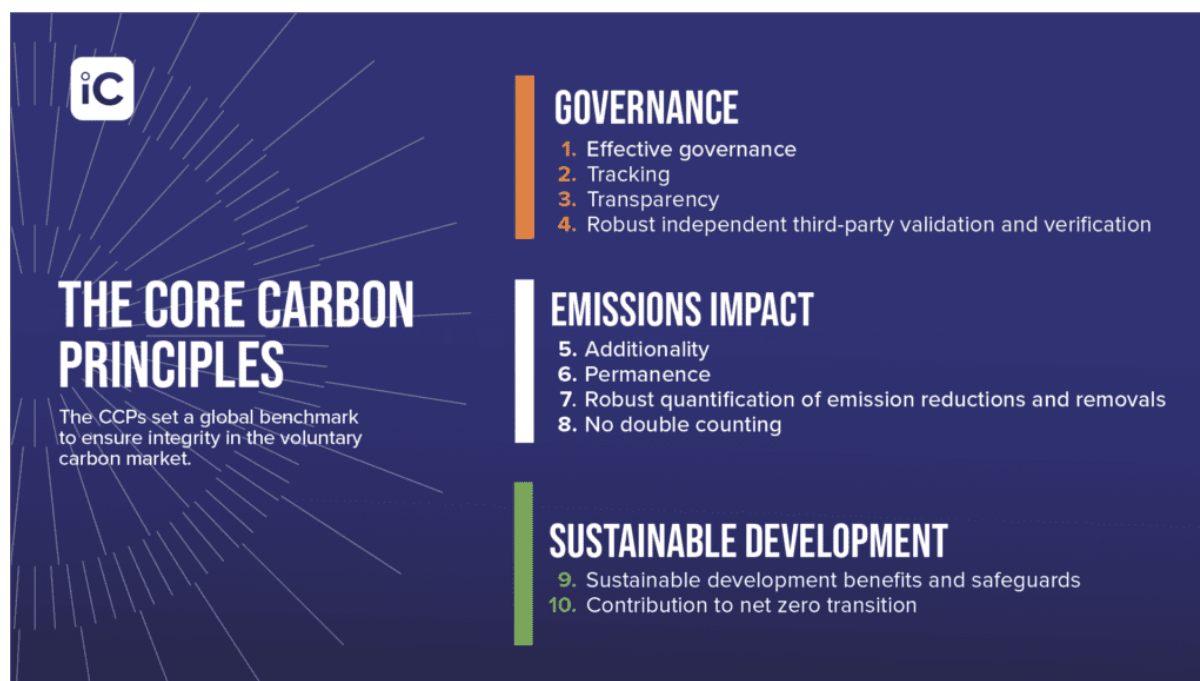 iC
THE CORE CARBON
PRINCIPLES
The CCPs set a global benchmark
to ensure integrity in the voluntary
carbon market.
GOVERNANCE
1. Effective governance
2. Tracking
3. Transparency
4. Robust independent third-party validation and verification
EMISSIONS IMPACT
5. Additionality
6. Permanence
7. Robust quantification of emission reductions and removals
8. No double counting
SUSTAINABLE DEVELOPMENT
9. Sustainable development benefits and safeguards
10. Contribution to net zero transition